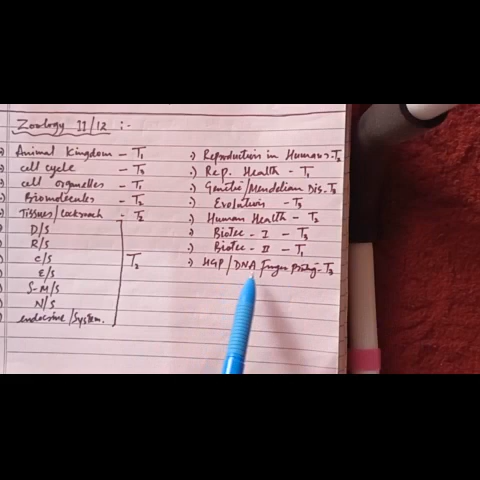 Zoology 11/12 :-
Animal Kingdom - T1
cell cycle - T3
cell organelles - T1
Biomolecules - T2
Tissues/Cockroach - T2
D/S
R/S
C/S
E/S
S-M/S
N/S
endocrine/System.
T2
:) Reproduction in Humans - T2
:) Rep. Health - T1
:) Genetic/Mendelian Dis. T3
:) Evolution - T3
:) Human Health - T2
:) Biotec - I - T3
:) Biotec - II - T1
:) HGP/DNA Finger Printing - T3